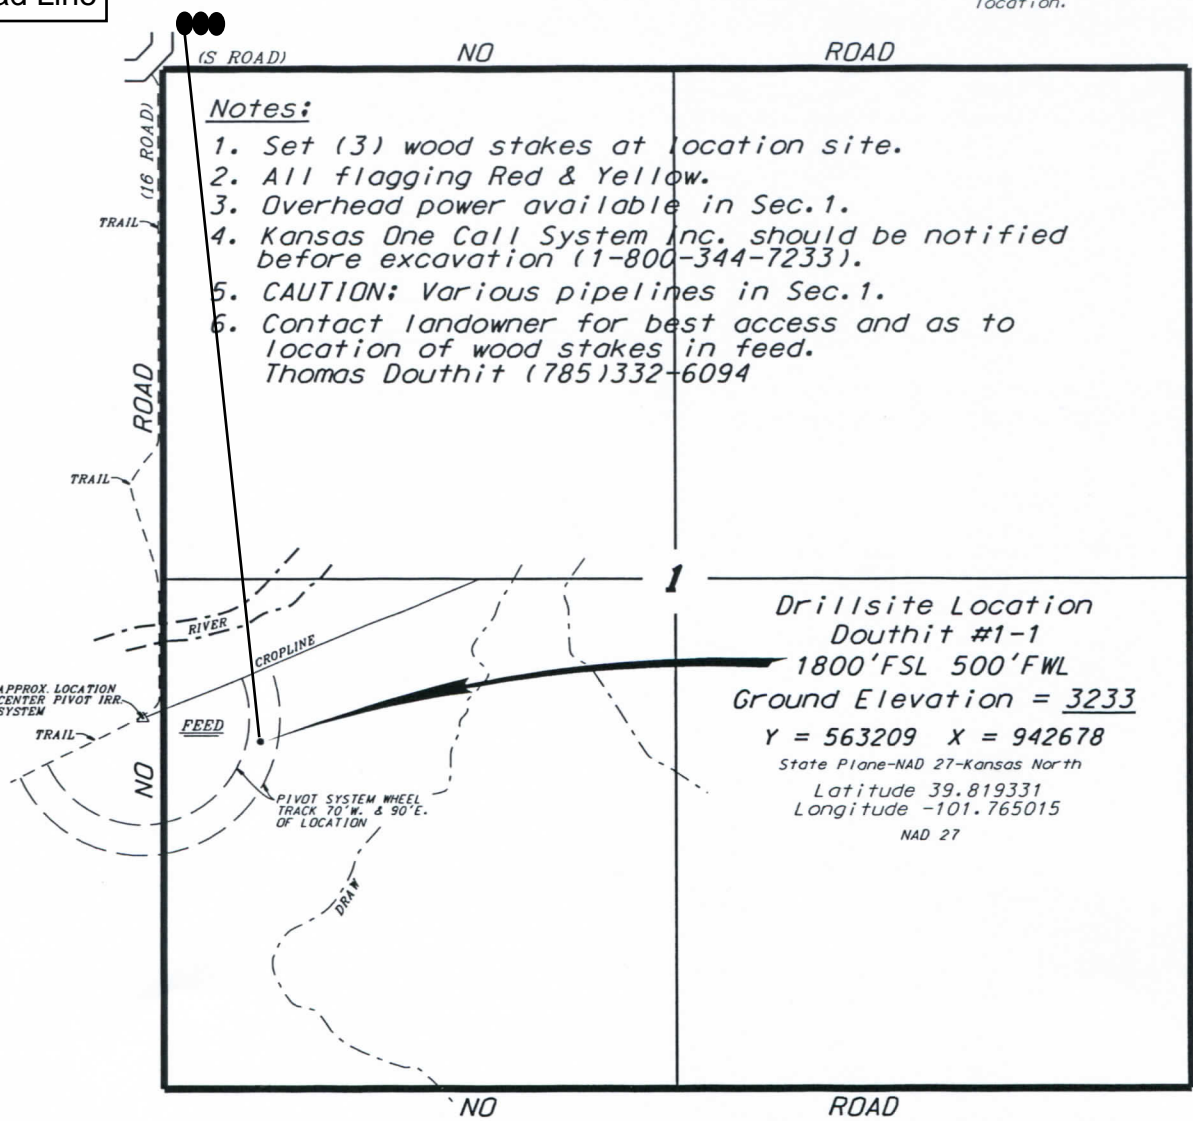 ad Line
location.
(S ROAD)
NO
ROAD
Notes:
1. Set (3) wood stakes at location site.
2. All flagging Red & Yellow.
3. Overhead power available in Sec.1.
4. Kansas One Call System Inc. should be notified
before excavation (1-800-344-7233).
5. CAUTION: Various pipelines in Sec.1.
6. Contact landowner for best access and as to
location of wood stakes in feed.
Thomas Douthit (785)332-6094
(16 ROAD)
TRAIL
ROAD
TRAIL
1
RIVER
CROPLINE
APPROX. LOCATION
CENTER PIVOT IRR.
SYSTEM
TRAIL
FEED
NO
PIVOT SYSTEM WHEEL
TRACK 70'W. & 90'E.
OF LOCATION
DRAW
Drillsite Location
Douthit #1-1
1800'FSL 500'FWL
Ground Elevation = 3233
Y = 563209 X = 942678
State Plane-NAD 27-Kansas North
Latitude 39.819331
Longitude -101.765015
NAD 27
NO
ROAD